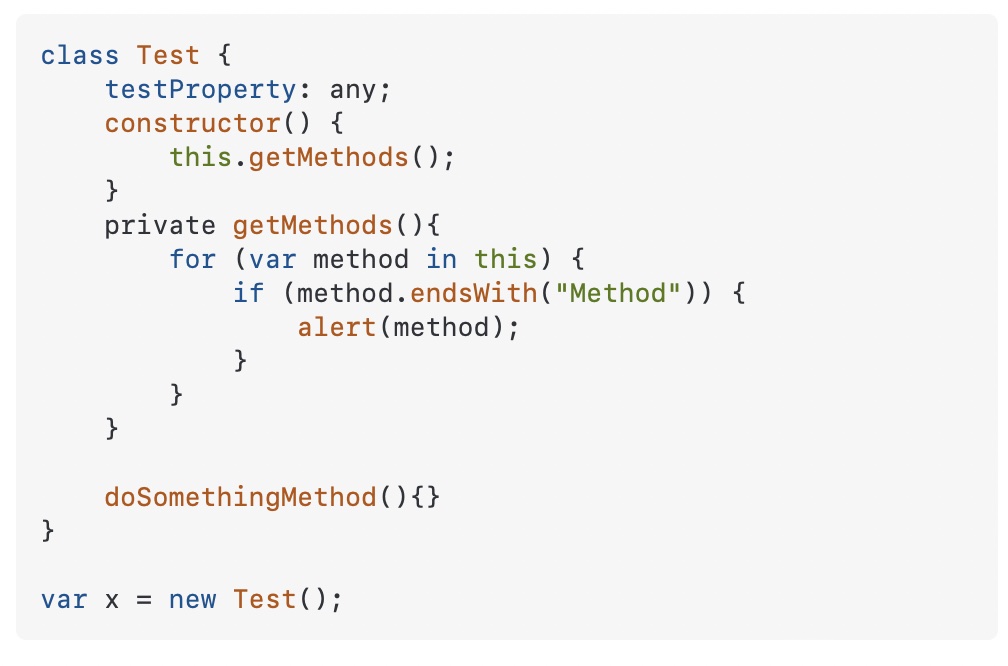 class Test {
    testProperty: any;
    constructor() {
        this.getMethods();
    }
    private getMethods(){
        for (var method in this) {
            if (method.endsWith("Method")) {
                alert(method);
            }
        }
    }

    doSomethingMethod(){}
}

var x = new Test();